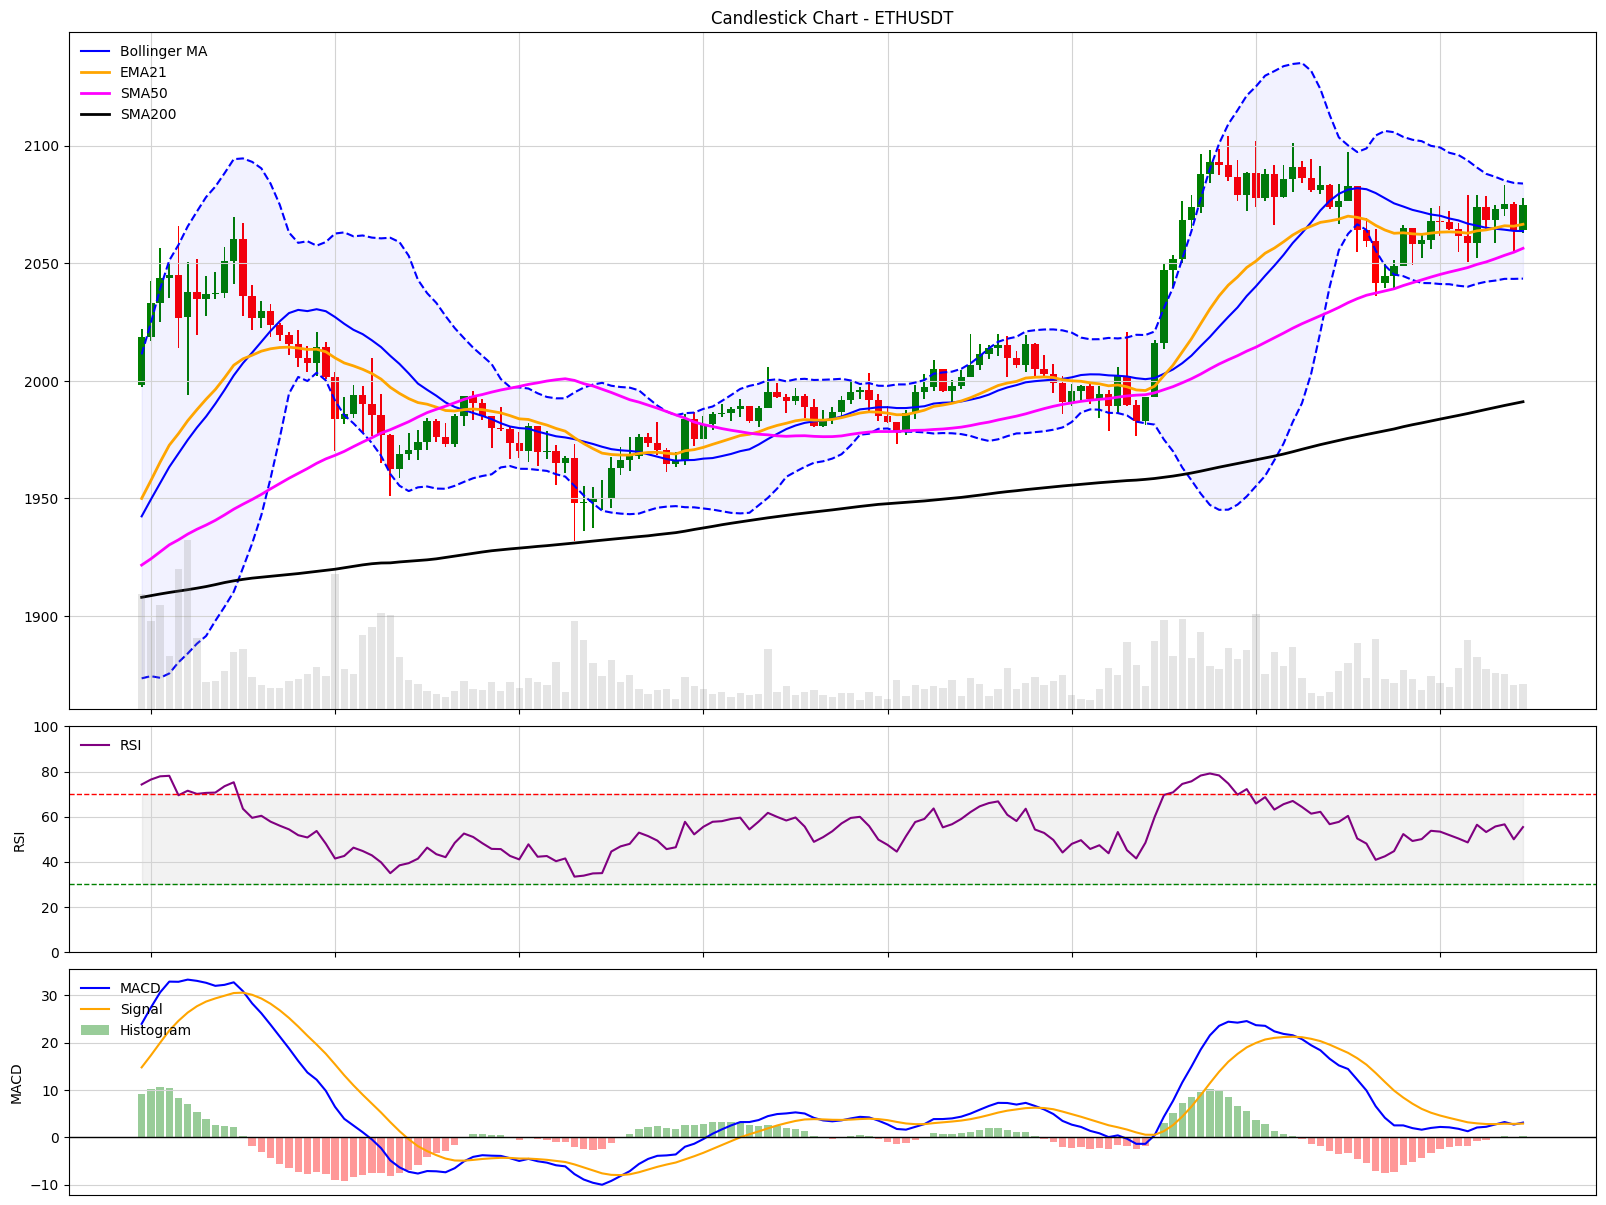 Candlestick Chart - ETHUSDT
Bollinger MA
EMA21
SMA50
SMA200
2100
2050
2000
1950
1900
RSI
100
80
60
40
20
0
RSI
MACD
Signal
Histogram
30
20
10
0
−10
MACD